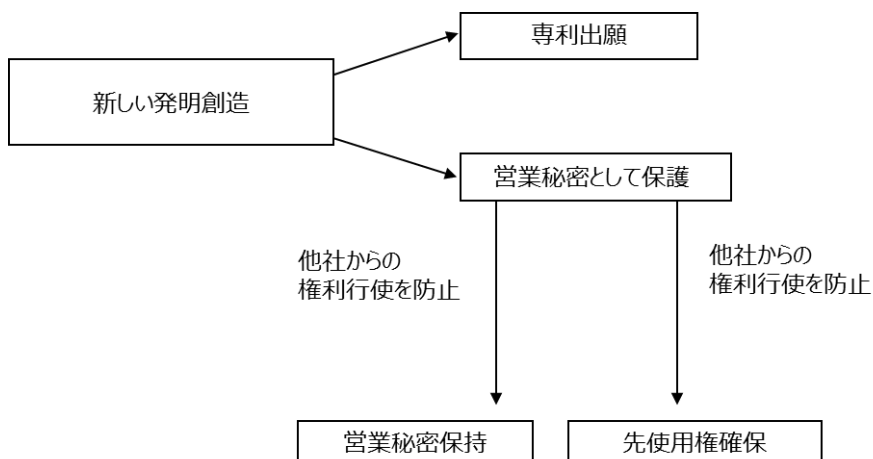 専利出願
新しい発明創造
営業秘密として保護
他社からの
権利行使を防止
他社からの
権利行使を防止
営業秘密保持
先使用権確保